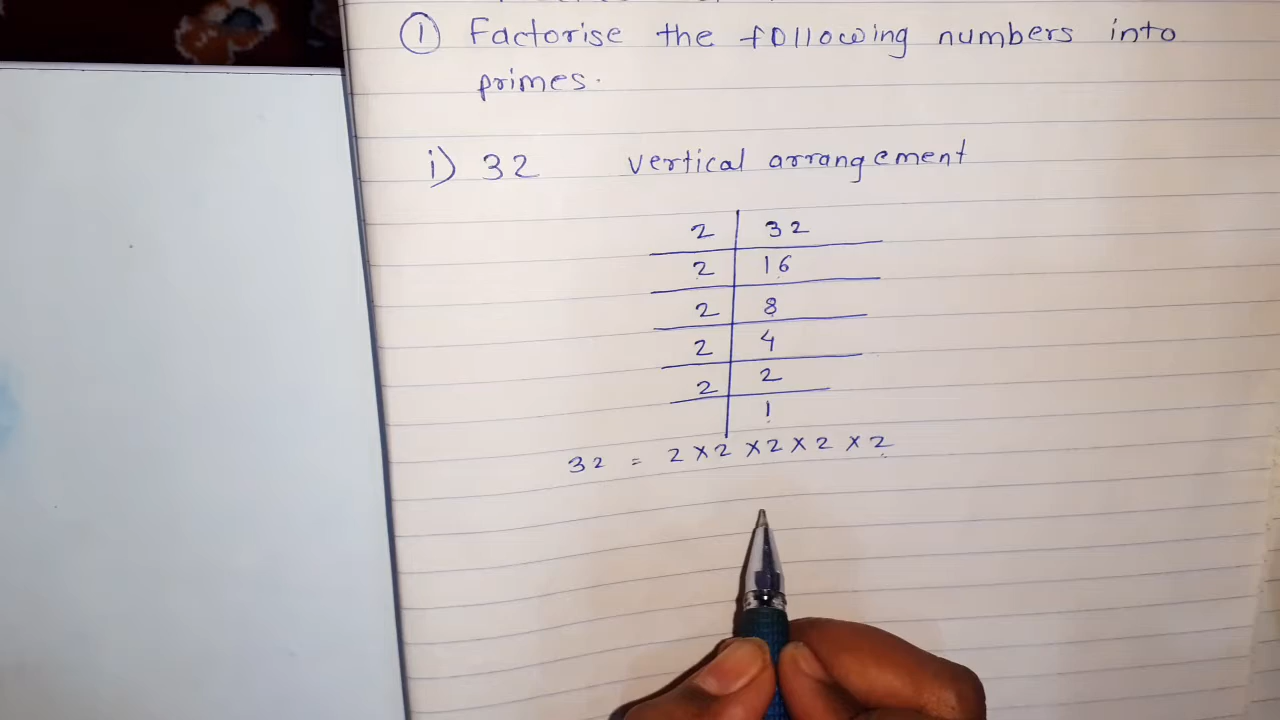 ① Factorise the following numbers into
primes.
i) 32 vertical arrangement
2 32
2 16
2 8
2 4
2 2
1
32 = 2 × 2 × 2 × 2 × 2